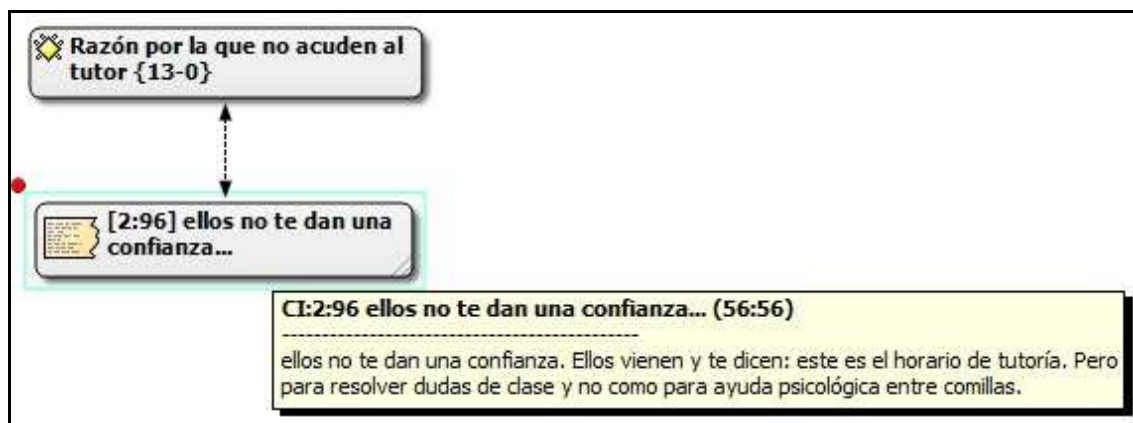 Razón por la que no acuden al
tutor {13-0}
[2:96] ellos no te dan una
confianza...
CI:2:96 ellos no te dan una confianza... (56:56)
--------------------------------------------
ellos no te dan una confianza. Ellos vienen y te dicen: este es el horario de tutoría. Pero
para resolver dudas de clase y no como para ayuda psicológica entre comillas.